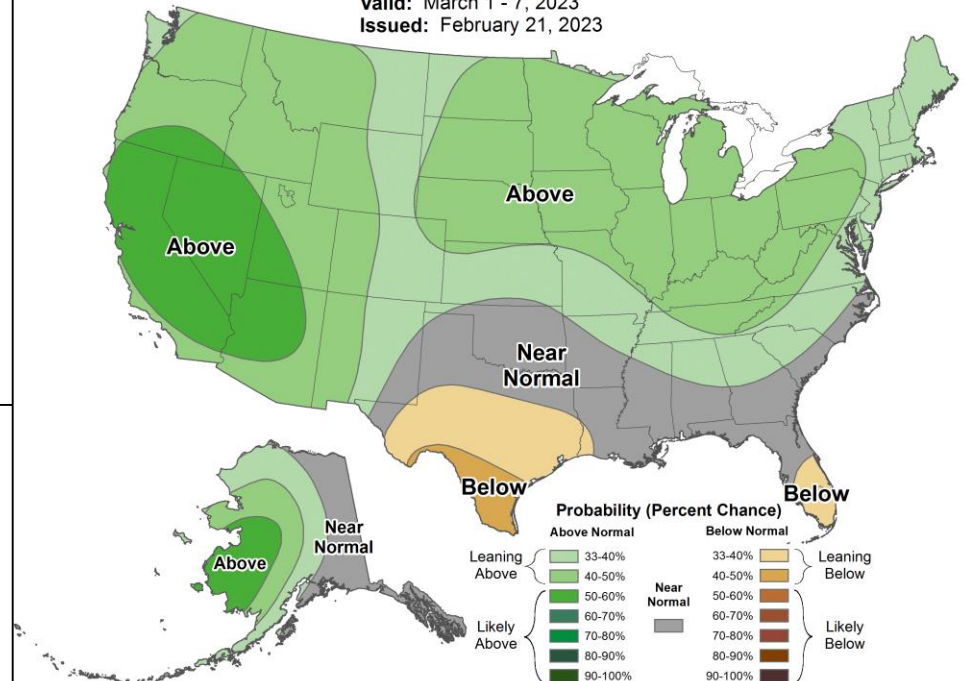 Valid: March 1 - 7, 2023
Issued: February 21, 2023
Above
Above
Near
Normal
Below
Below
Above
Near
Normal
Probability (Percent Chance)
Above Normal
Below Normal
Leaning
Above
33-40%
40-50%
Likely
Above
50-60%
60-70%
70-80%
80-90%
90-100%
Near
Normal
33-40%
40-50%
Leaning
Below
50-60%
60-70%
70-80%
80-90%
90-100%
Likely
Below